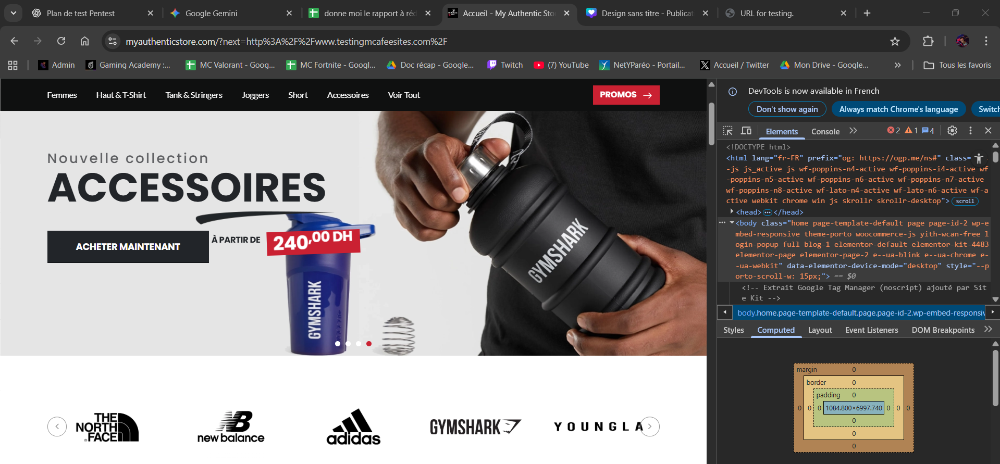 Plan de test Pentest
Google Gemini
donne moi le rapport à réd
Accueil - My Authentic Sto
Design sans titre - Publicat
URL for testing.
myauthenticstore.com/?next=http%3A%2F%2Fwww.testingmcafeesites.com%2F
Admin
Gaming Academy :...
MC Valorant - Goog...
MC Fortnite - Googl...
Doc récap - Google...
Twitch
(7) YouTube
NetYParéo - Portail...
Accueil / Twitter
Mon Drive - Google...
Tous les favoris
Femmes
Haut & T-Shirt
Tank & Stringers
Joggers
Short
Accessoires
Voir Tout
PROMOS
Nouvelle collection
ACCESSOIRES
ACHETER MAINTENANT
À PARTIR DE
240,00 DH
GYMSHARK
GYMSHARK
THE NORTH FACE
new balance
adidas
GYMSHARK
YOUNGLA
DevTools is now available in French
Don't show again
Always match Chrome's language
Switch
Elements
Console
2
1
4
<!DOCTYPE html>
<html lang="fr-FR" prefix="og: https://ogp.me/ns#" class=
-js js_active js wf-poppins-n4-active wf-poppins-i4-active wf
-poppins-n5-active wf-poppins-n6-active wf-poppins-n7-active
wf-poppins-n8-active wf-lato-n4-active wf-lato-n6-active wf-a
ctive webkit chrome win js skrollr skrollr-desktop"> scroll
<head> ••• </head>
<body class="home page-template-default page page-id-2 wp-e
mbed-responsive theme-porto woocommerce-js yith-wcan-free l
ogin-popup full blog-1 elementor-default elementor-kit-4483
elementor-page elementor-page-2 e--ua-blink e--ua-chrome e-
-ua-webkit" data-elementor-device-mode="desktop" style="--p
orto-scroll-w: 15px;"> == $0
<!-- Extrait Google Tag Manager (noscript) ajouté par Sit
e Kit -->
body.home.page-template-default.page.page-id-2.wp-embed-responsiv
Styles
Computed
Layout
Event Listeners
DOM Breakpoints
margin
0
border
0
padding
0
0
0
0
1084.800×6997.740
0
0
0
0
0
0